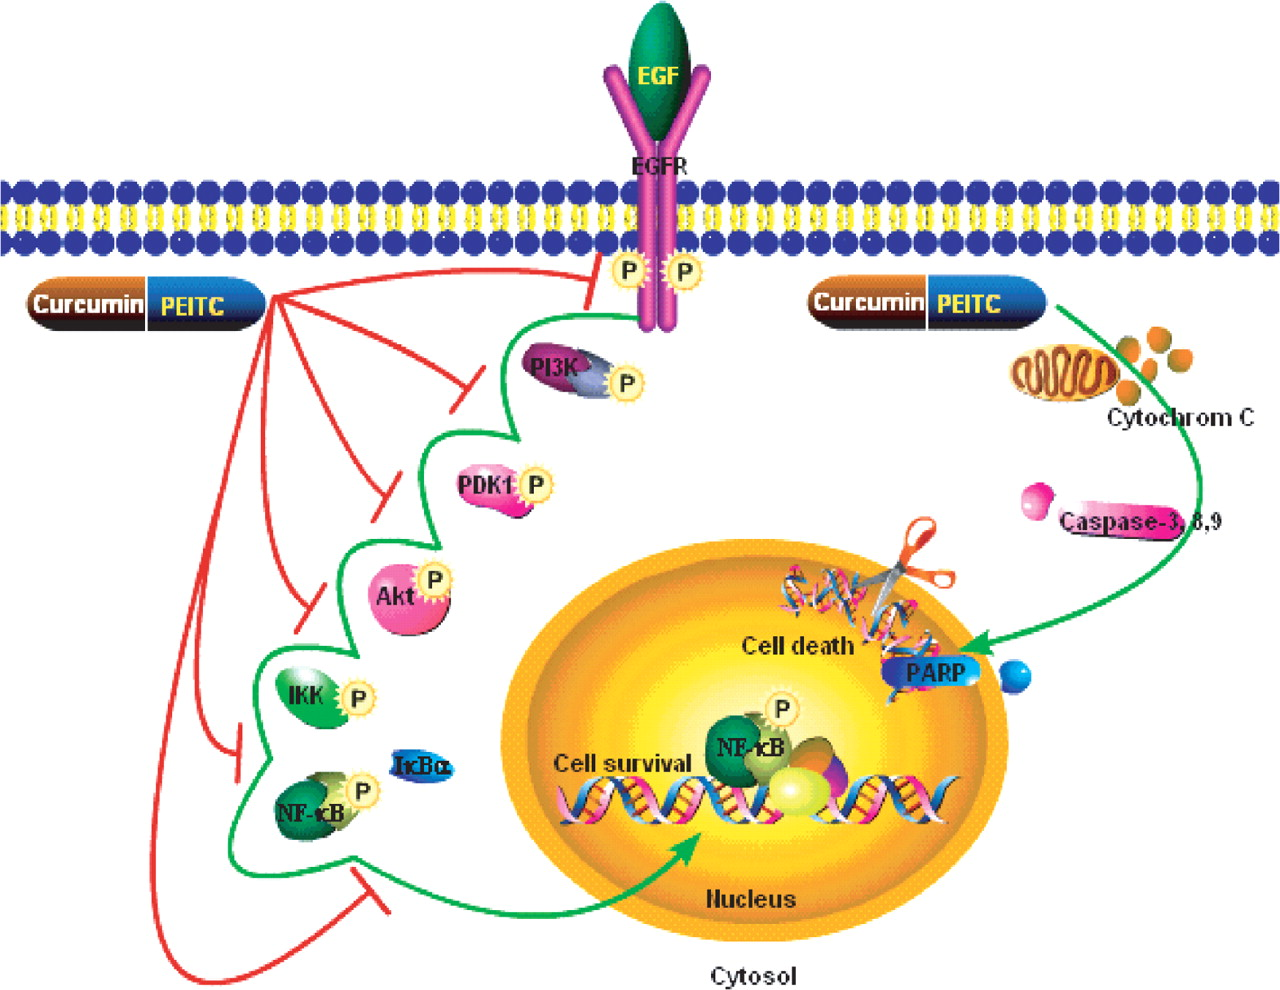 EGF
EGFR
P P
Curcumin PEITC
Curcumin PEITC
PI3K P
Cytochrom C
PDK1 P
Caspase-3, 8,9
Akt P
Cell death
PARP
IKK P
P
NF-κB
IκBα
Cell survival
NF-κB P
Nucleus
Cytosol